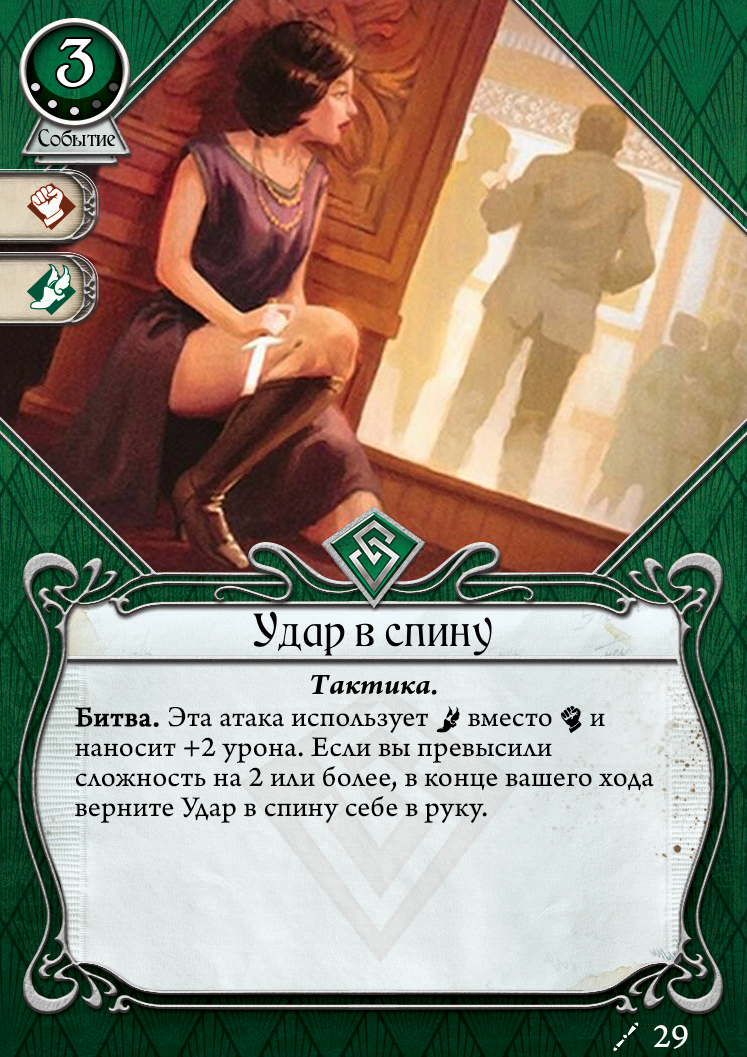 3
Событие
Удар в спину
Тактика.
Битва. Эта атака использует вместо и
наносит +2 урона. Если вы превысили
сложность на 2 или более, в конце вашего хода
верните Удар в спину себе в руку.
29